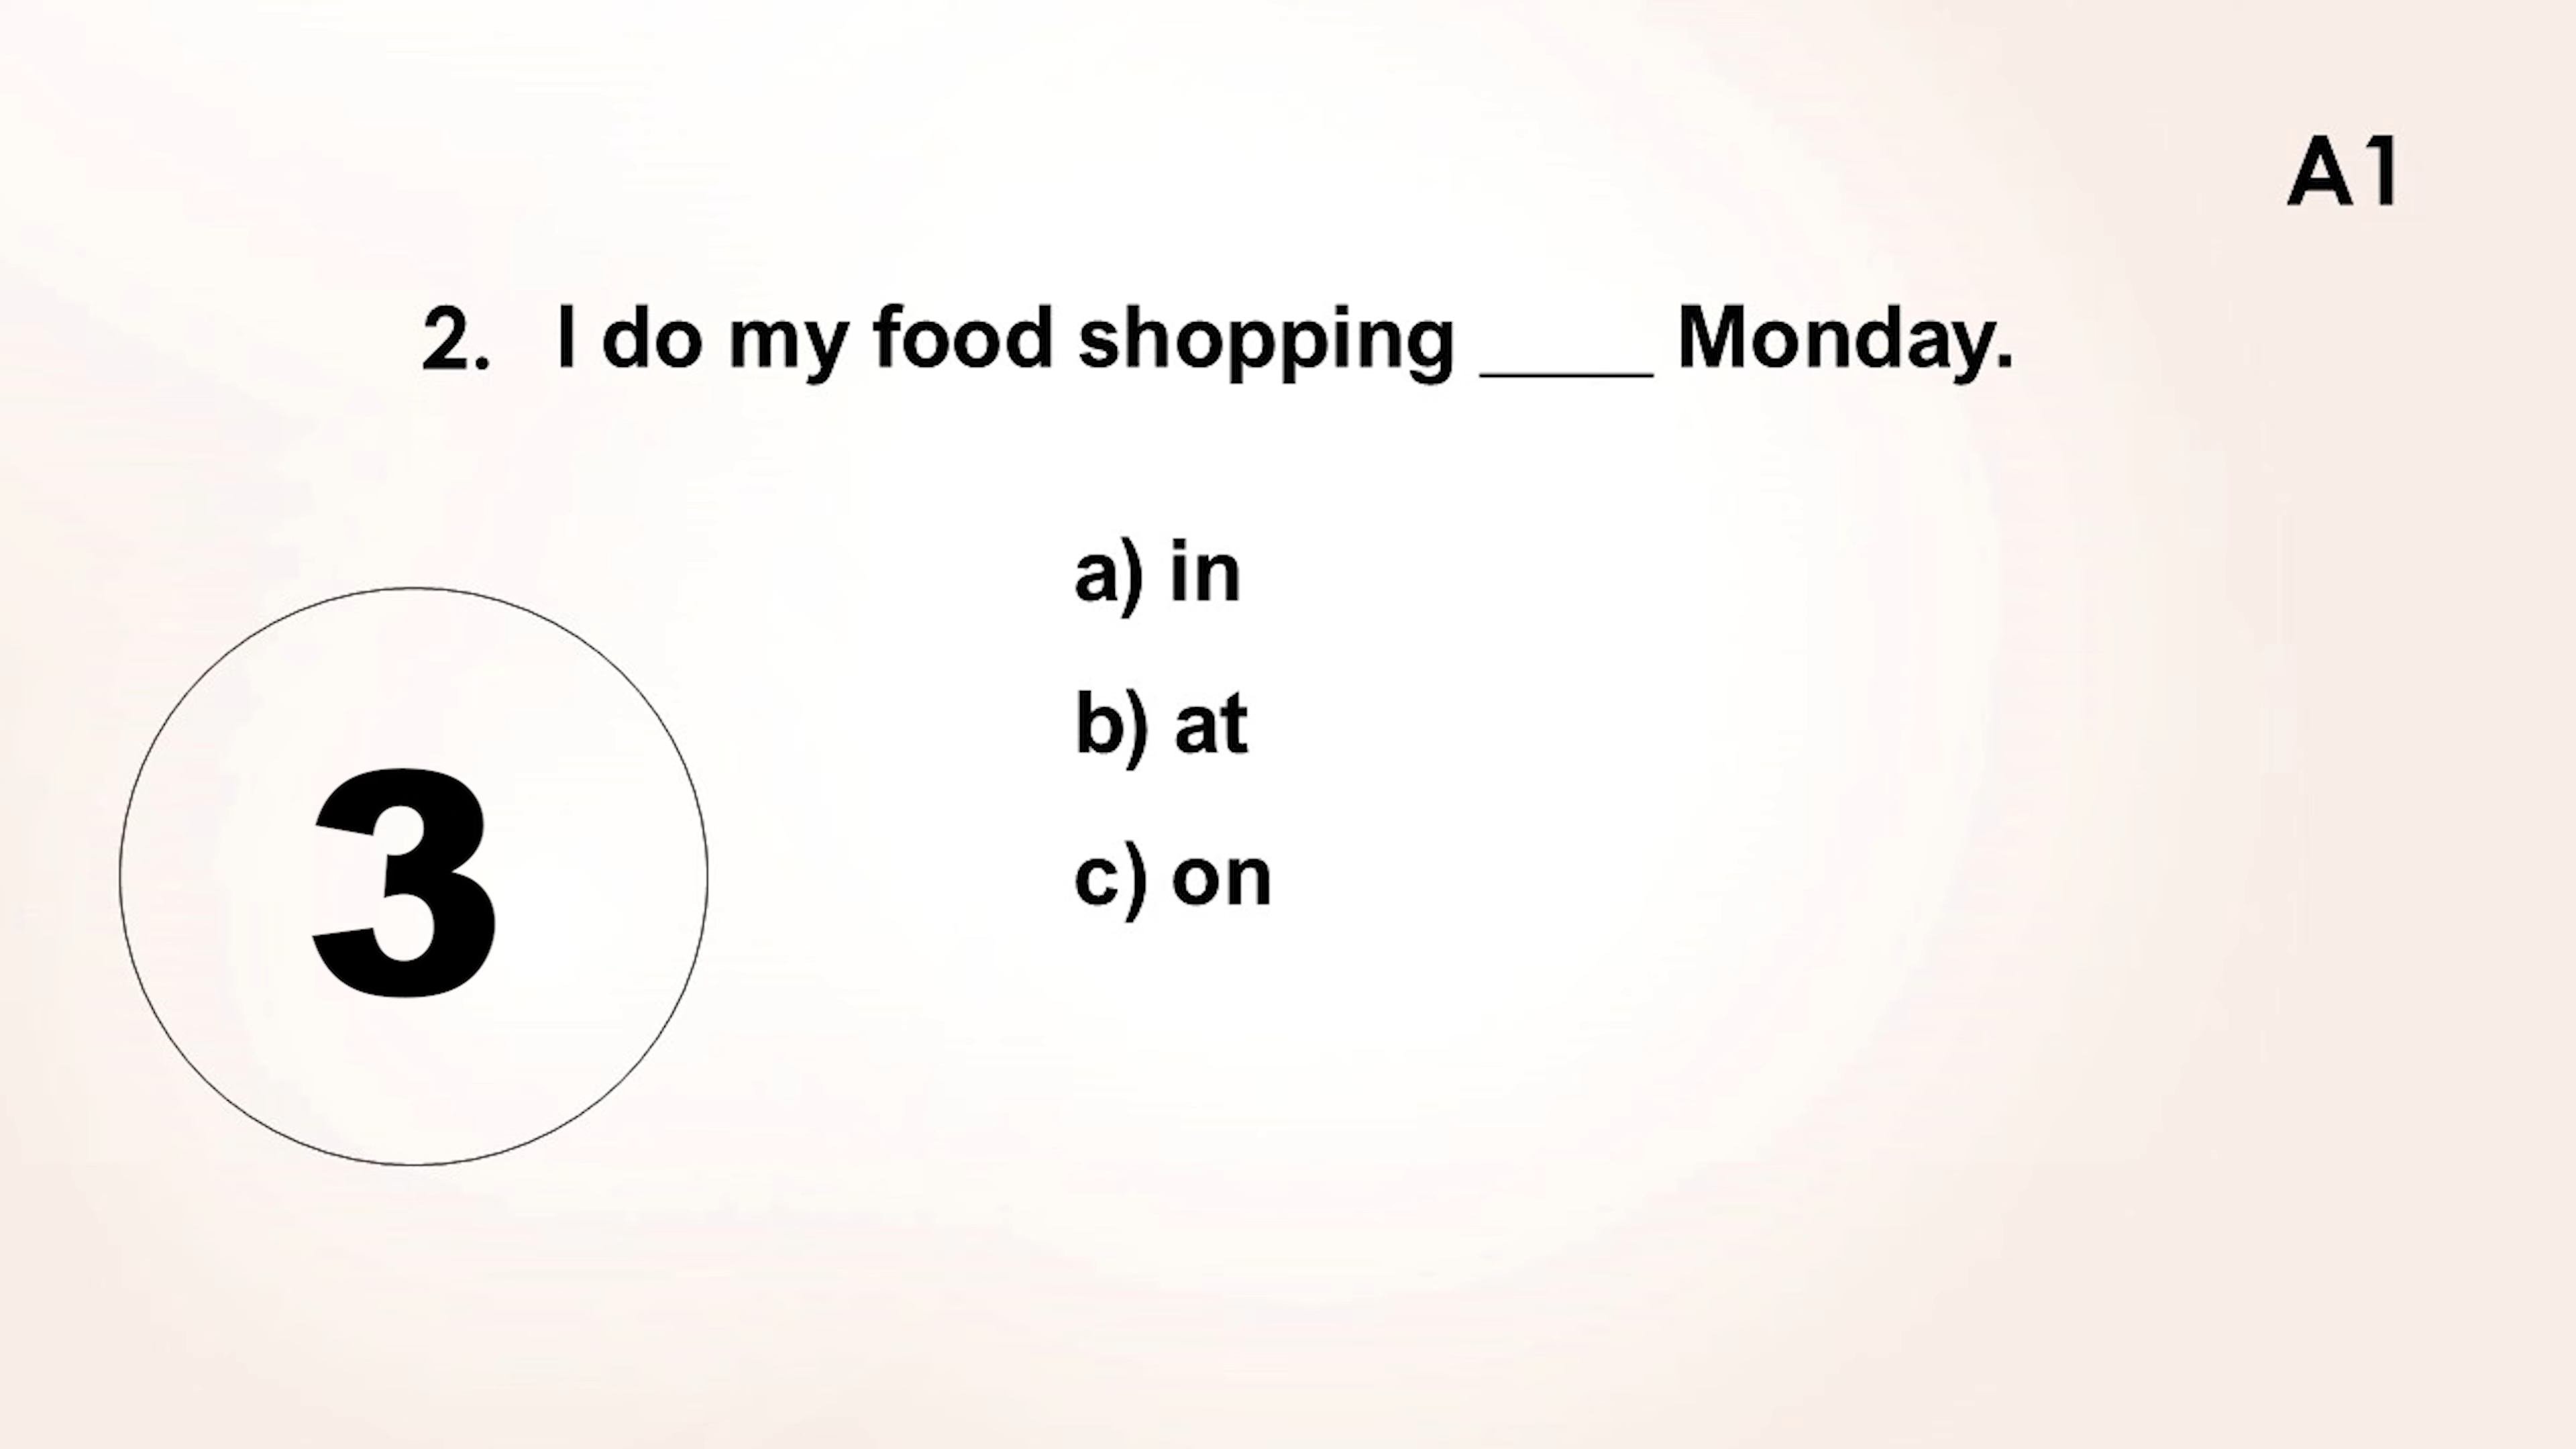 A1
2. I do my food shopping ____ Monday.
a) in
b) at
c) on
3